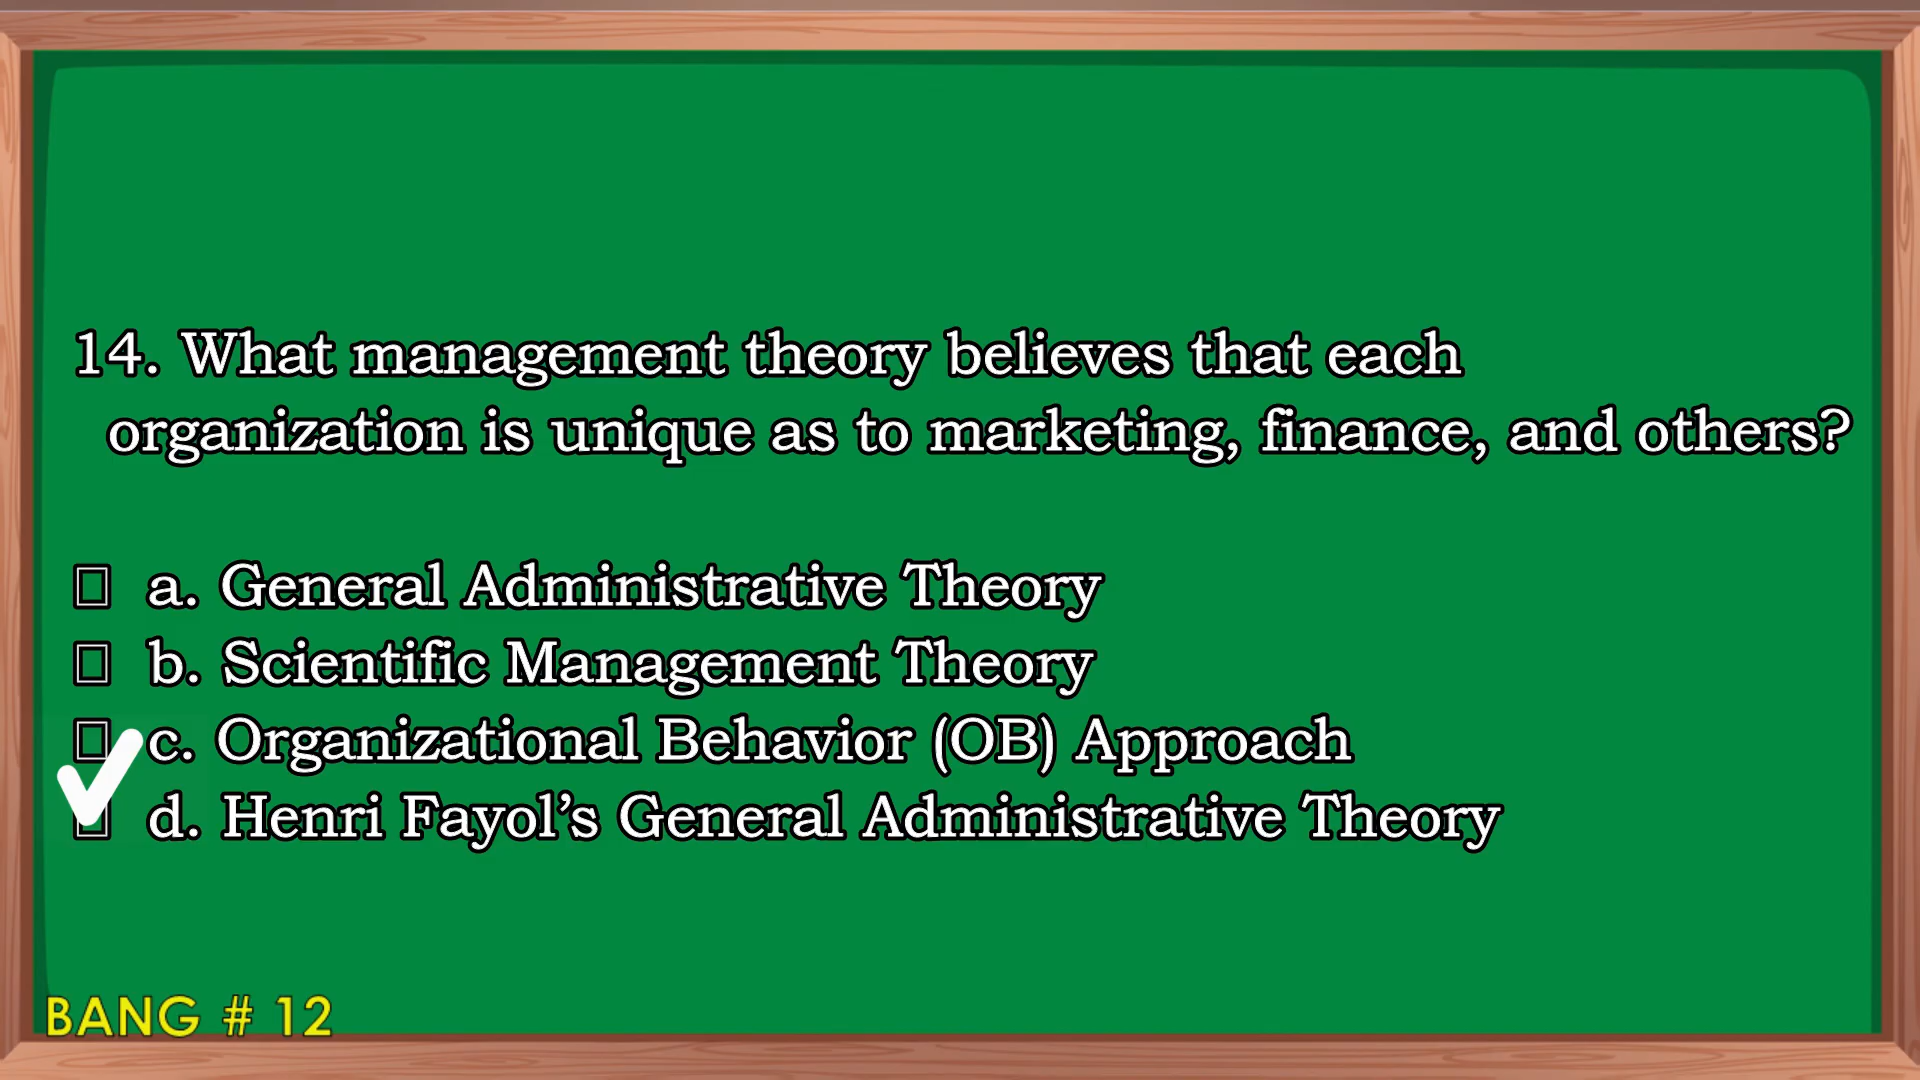 14. What management theory believes that each
organization is unique as to marketing, finance, and others?
a. General Administrative Theory
b. Scientific Management Theory
c. Organizational Behavior (OB) Approach
d. Henri Fayol’s General Administrative Theory
BANG # 12